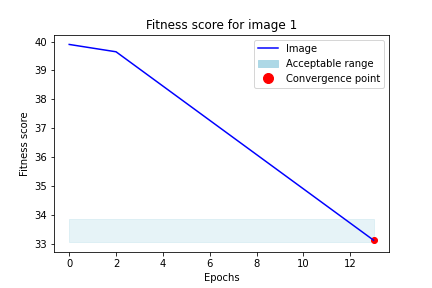 Fitness score for image 1
Image
Acceptable range
Convergence point
Fitness score
40
39
38
37
36
35
34
33
0
2
4
6
8
10
12
Epochs